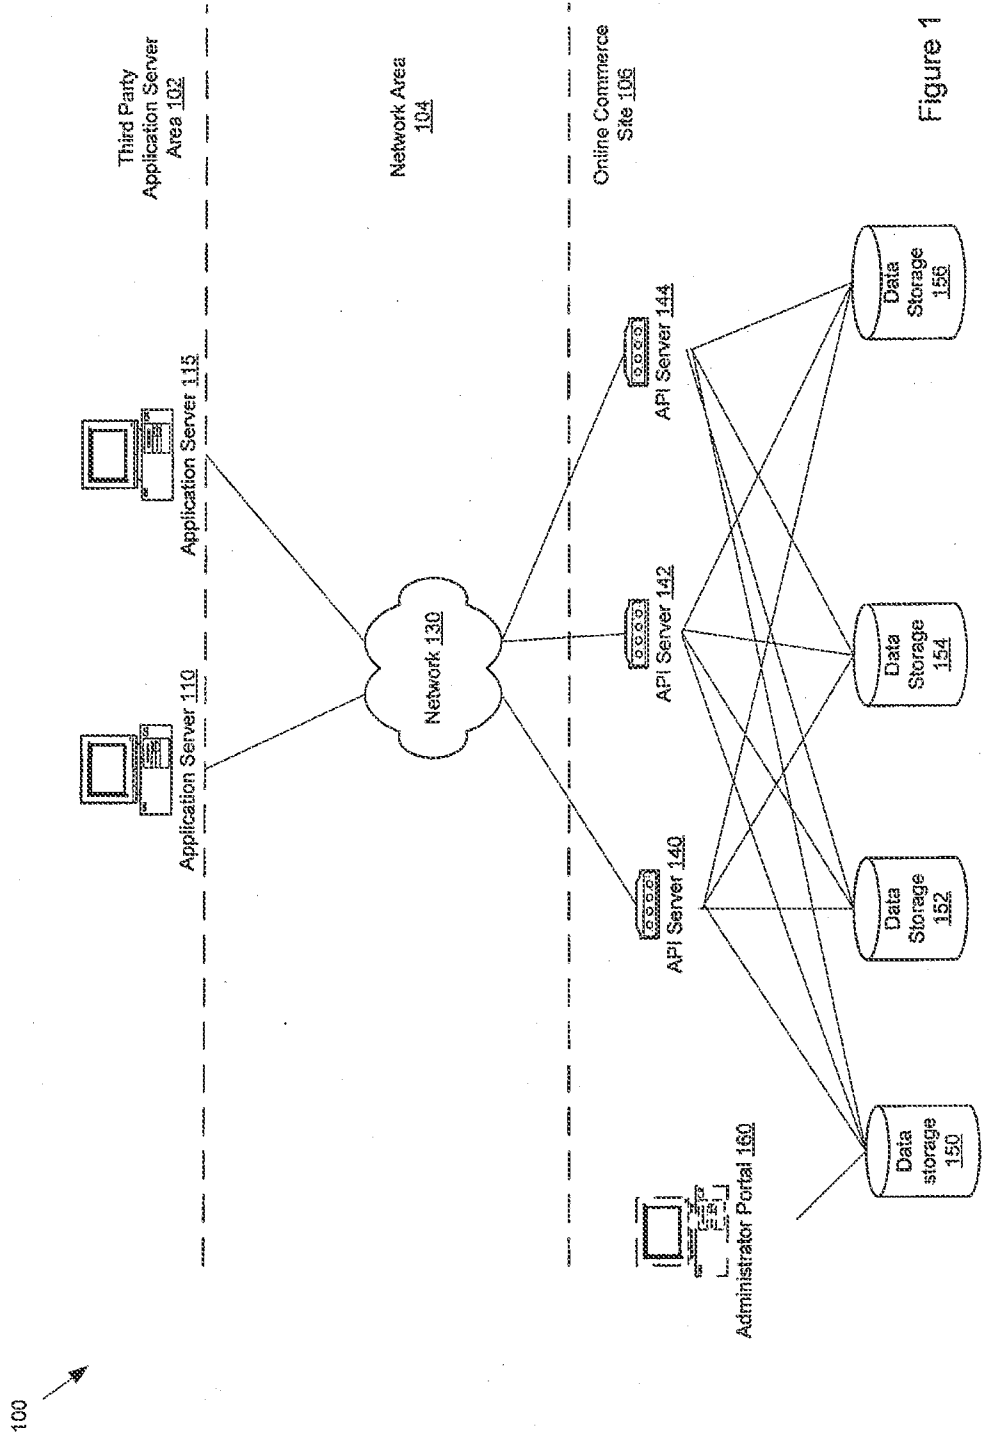 100
Third Party
Application Server
Area 102
Application Server 110
Application Server 115
Network Area
104
Network 130
Online Commerce
Site 106
Administrator Portal 160
API Server 140
API Server 142
API Server 144
Data
storage
150
Data
Storage
152
Data
Storage
154
Data
Storage
156
Figure 1